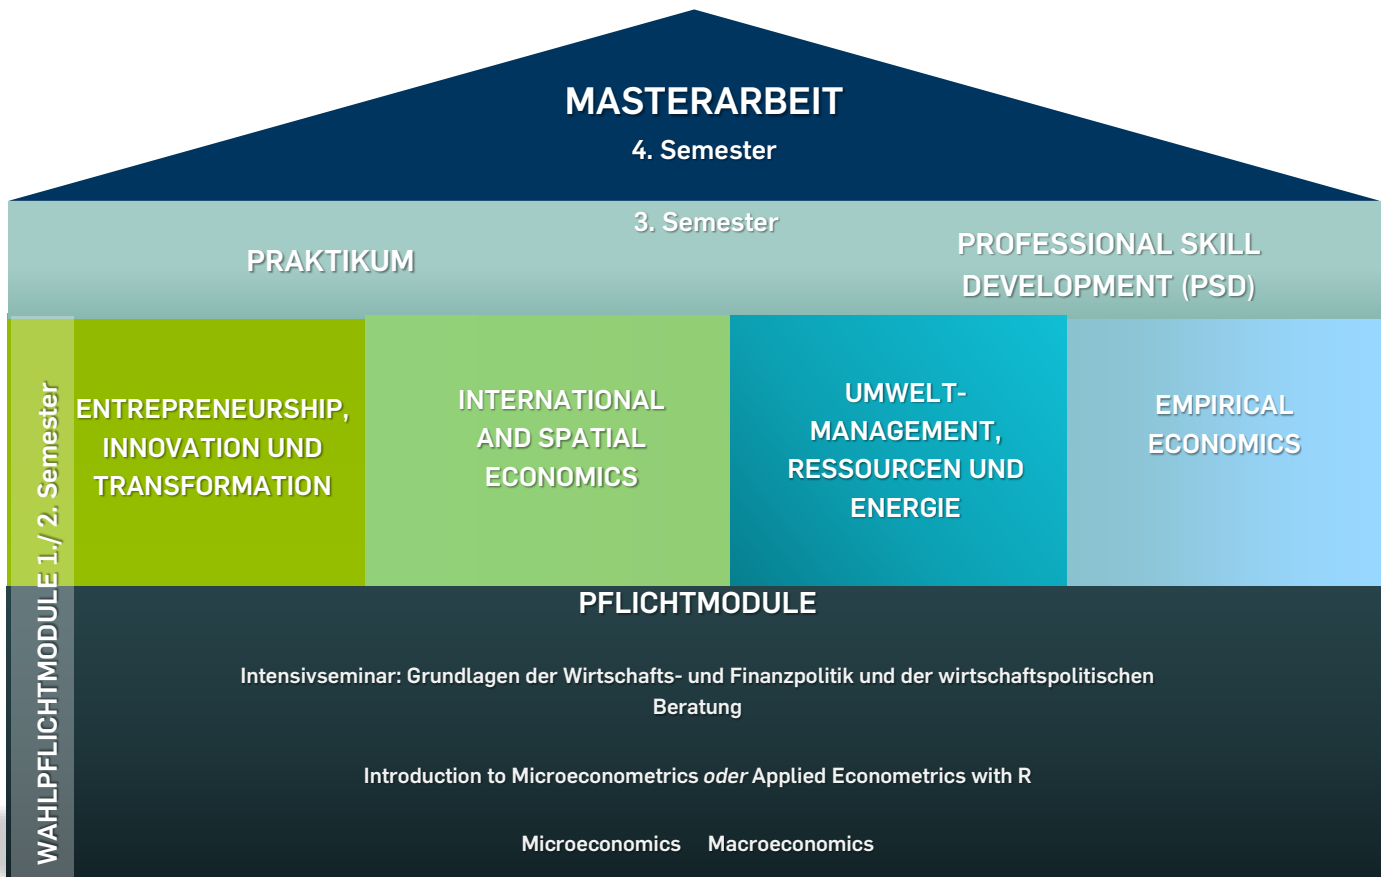 MASTERARBEIT
4. Semester
3. Semester
PRAKTIKUM
PROFESSIONAL SKILL
DEVELOPMENT (PSD)
WAHLPFLICHTMODULE 1./ 2. Semester
ENTREPRENEURSHIP,
INNOVATION UND
TRANSFORMATION
INTERNATIONAL
AND SPATIAL
ECONOMICS
UMWELT-
MANAGEMENT,
RESSOURCEN UND
ENERGIE
EMPIRICAL
ECONOMICS
PFLICHTMODULE
Intensivseminar: Grundlagen der Wirtschafts- und Finanzpolitik und der wirtschaftspolitischen
Beratung
Introduction to Microeconometrics oder Applied Econometrics with R
Microeconomics Macroeconomics